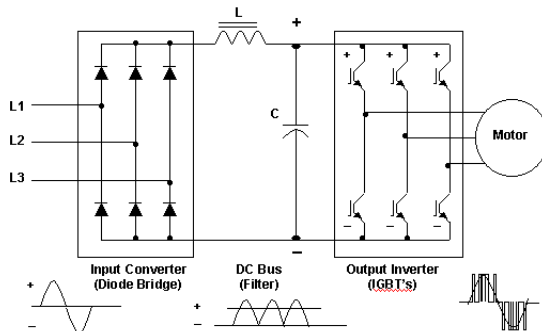 L
+
C
−
L1
L2
L3
+
+
+
−
−
−
Motor
Input Converter
(Diode Bridge)
DC Bus
(Filter)
Output Inverter
(IGBT's)
+
−
+
−
+
−